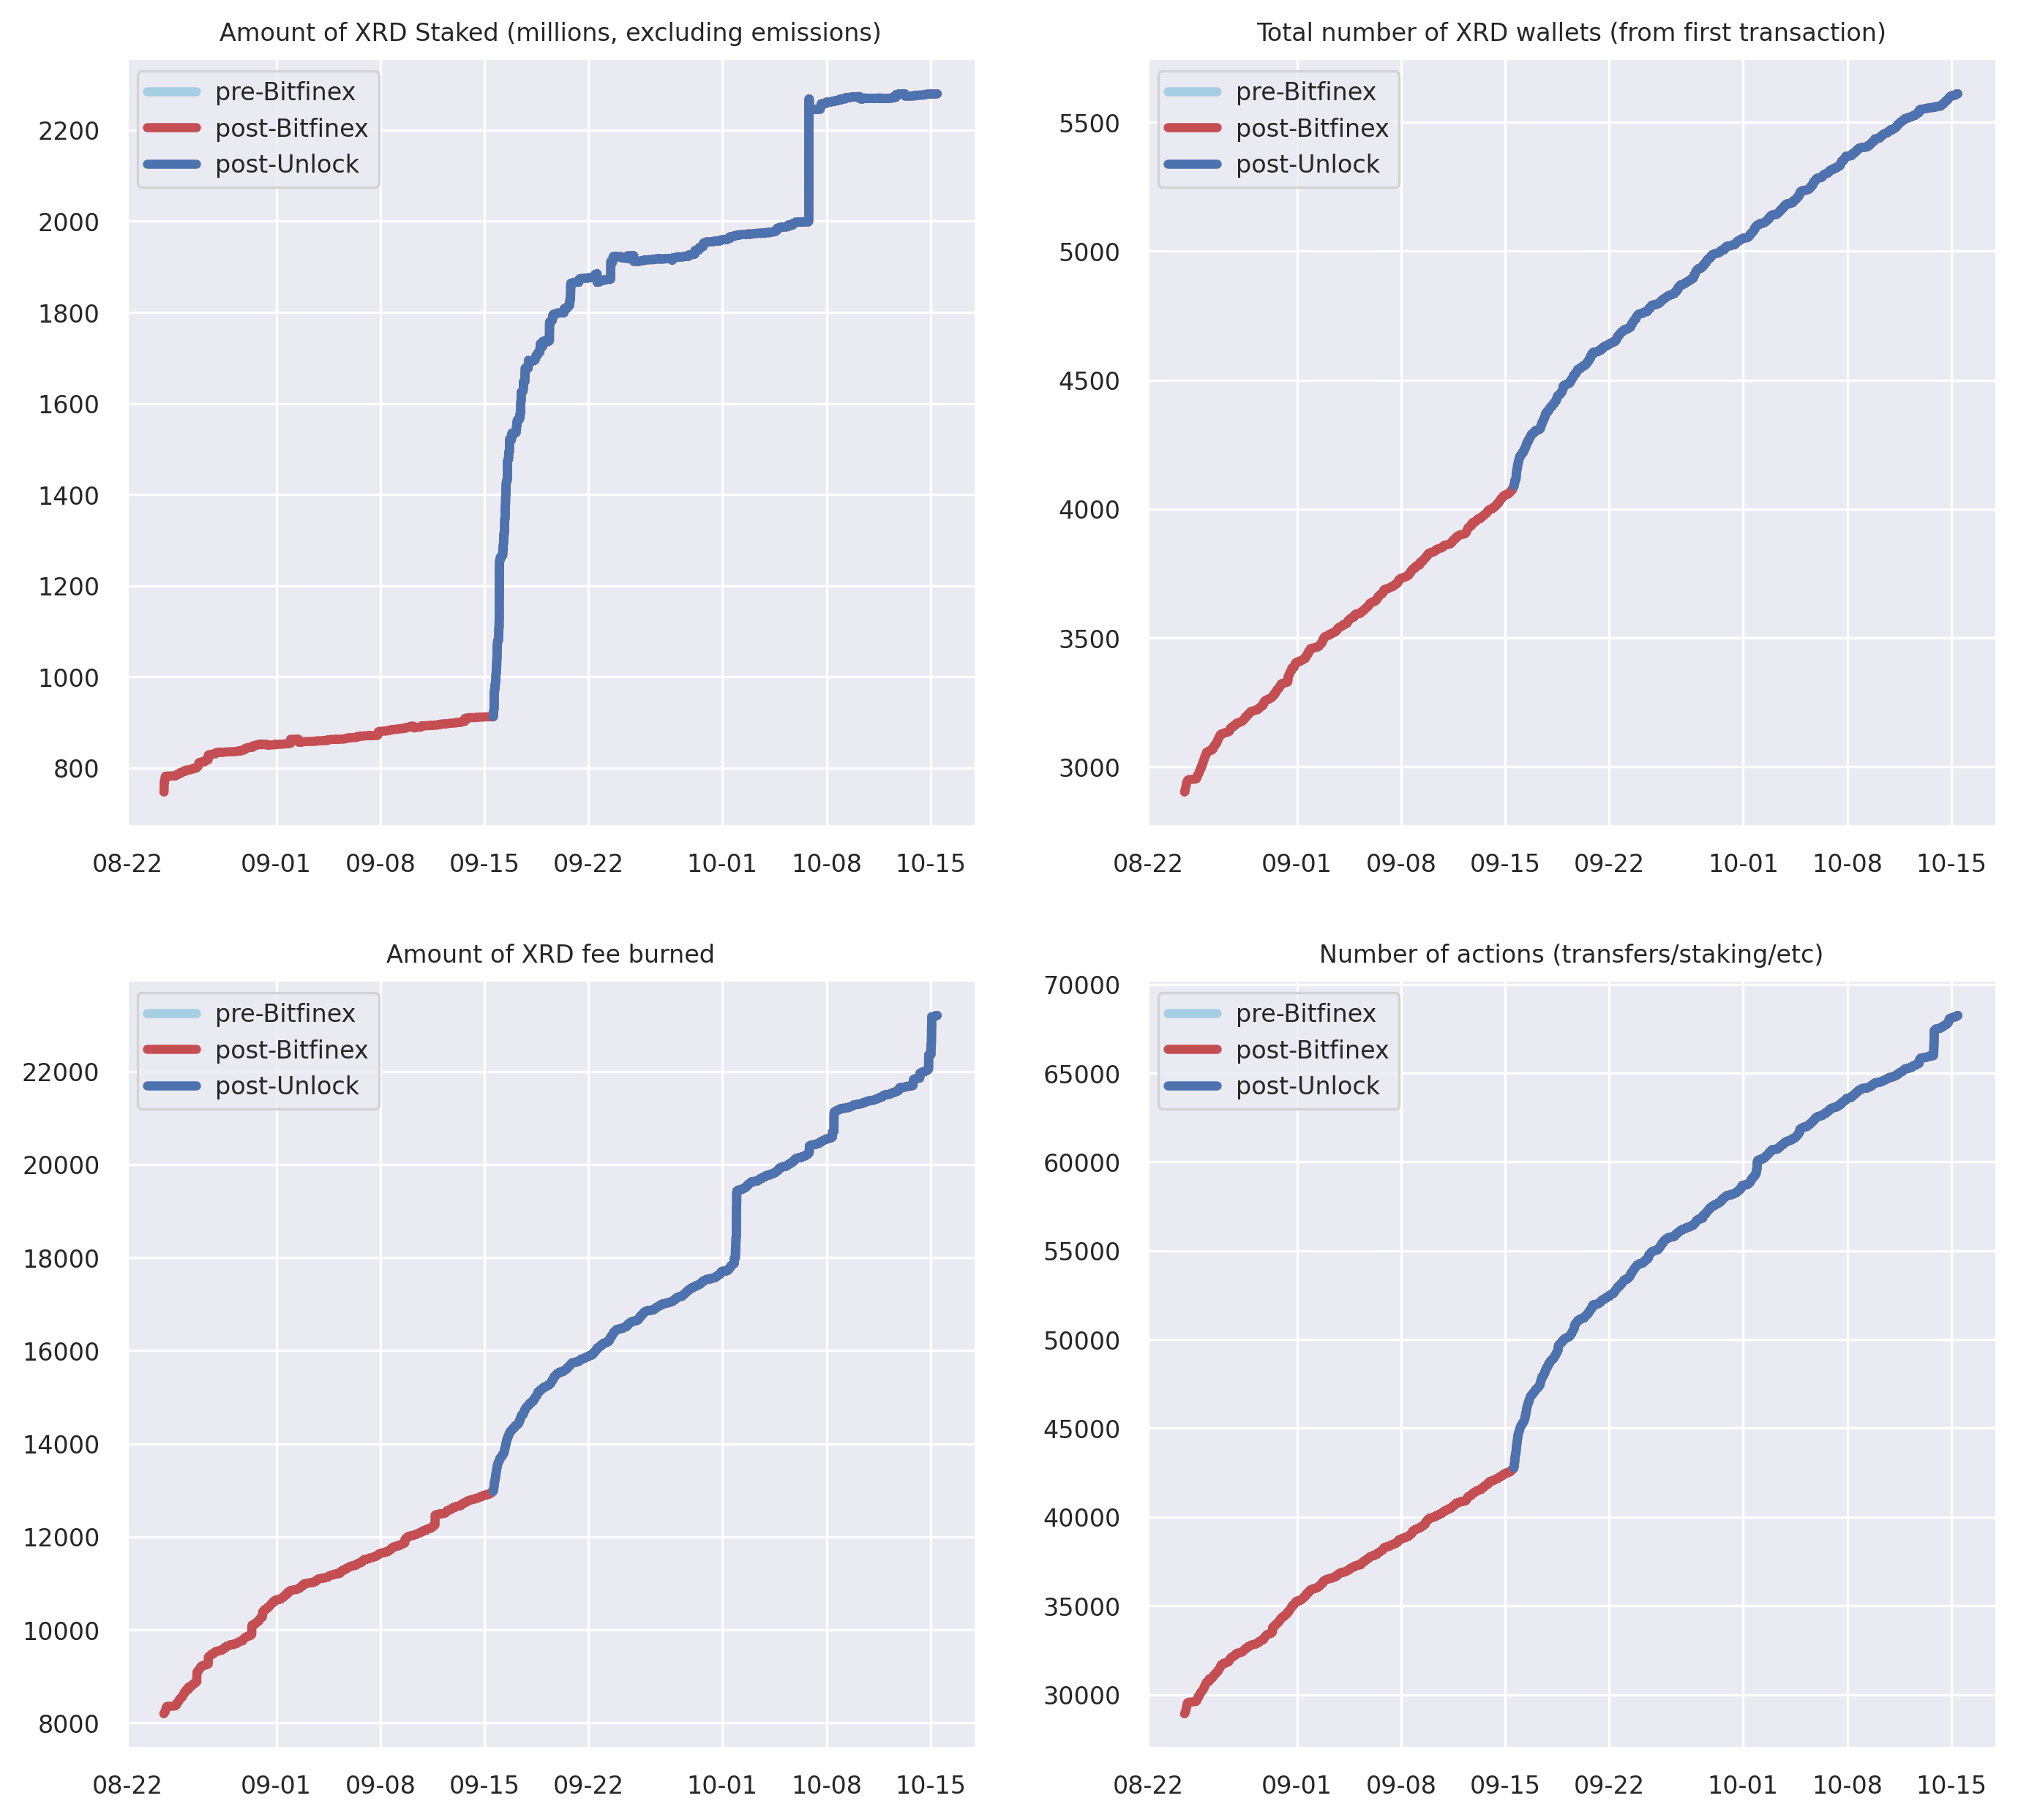 Amount of XRD Staked (millions, excluding emissions)
pre-Bitfinex
post-Bitfinex
post-Unlock
2200
2000
1800
1600
1400
1200
1000
800
08-22 09-01 09-08 09-15 09-22 10-01 10-08 10-15
Total number of XRD wallets (from first transaction)
pre-Bitfinex
post-Bitfinex
post-Unlock
5500
5000
4500
4000
3500
3000
08-22 09-01 09-08 09-15 09-22 10-01 10-08 10-15
Amount of XRD fee burned
pre-Bitfinex
post-Bitfinex
post-Unlock
22000
20000
18000
16000
14000
12000
10000
8000
08-22 09-01 09-08 09-15 09-22 10-01 10-08 10-15
Number of actions (transfers/staking/etc)
70000
pre-Bitfinex
post-Bitfinex
post-Unlock
65000
60000
55000
50000
45000
40000
35000
30000
08-22 09-01 09-08 09-15 09-22 10-01 10-08 10-15